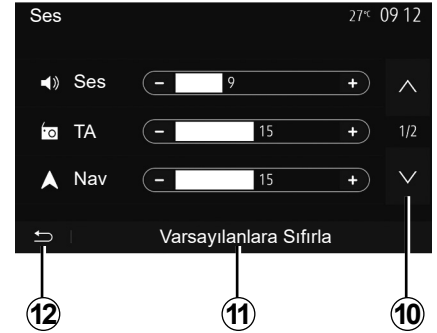 Ses 27°C 09 12
Ses - 9 +
TA - 15 + 1/2
Nav - 15 +
Varsayılanlara Sıfırla
12 11 10